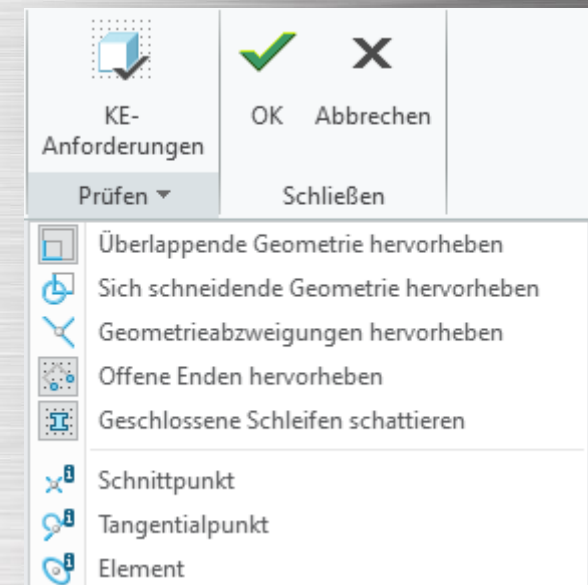 KE-
Anforderungen
OK
Abbrechen
Prüfen
Schließen
Überlappende Geometrie hervorheben
Sich schneidende Geometrie hervorheben
Geometrieabzweigungen hervorheben
Offene Enden hervorheben
Geschlossene Schleifen schattieren
Schnittpunkt
Tangentialpunkt
Element